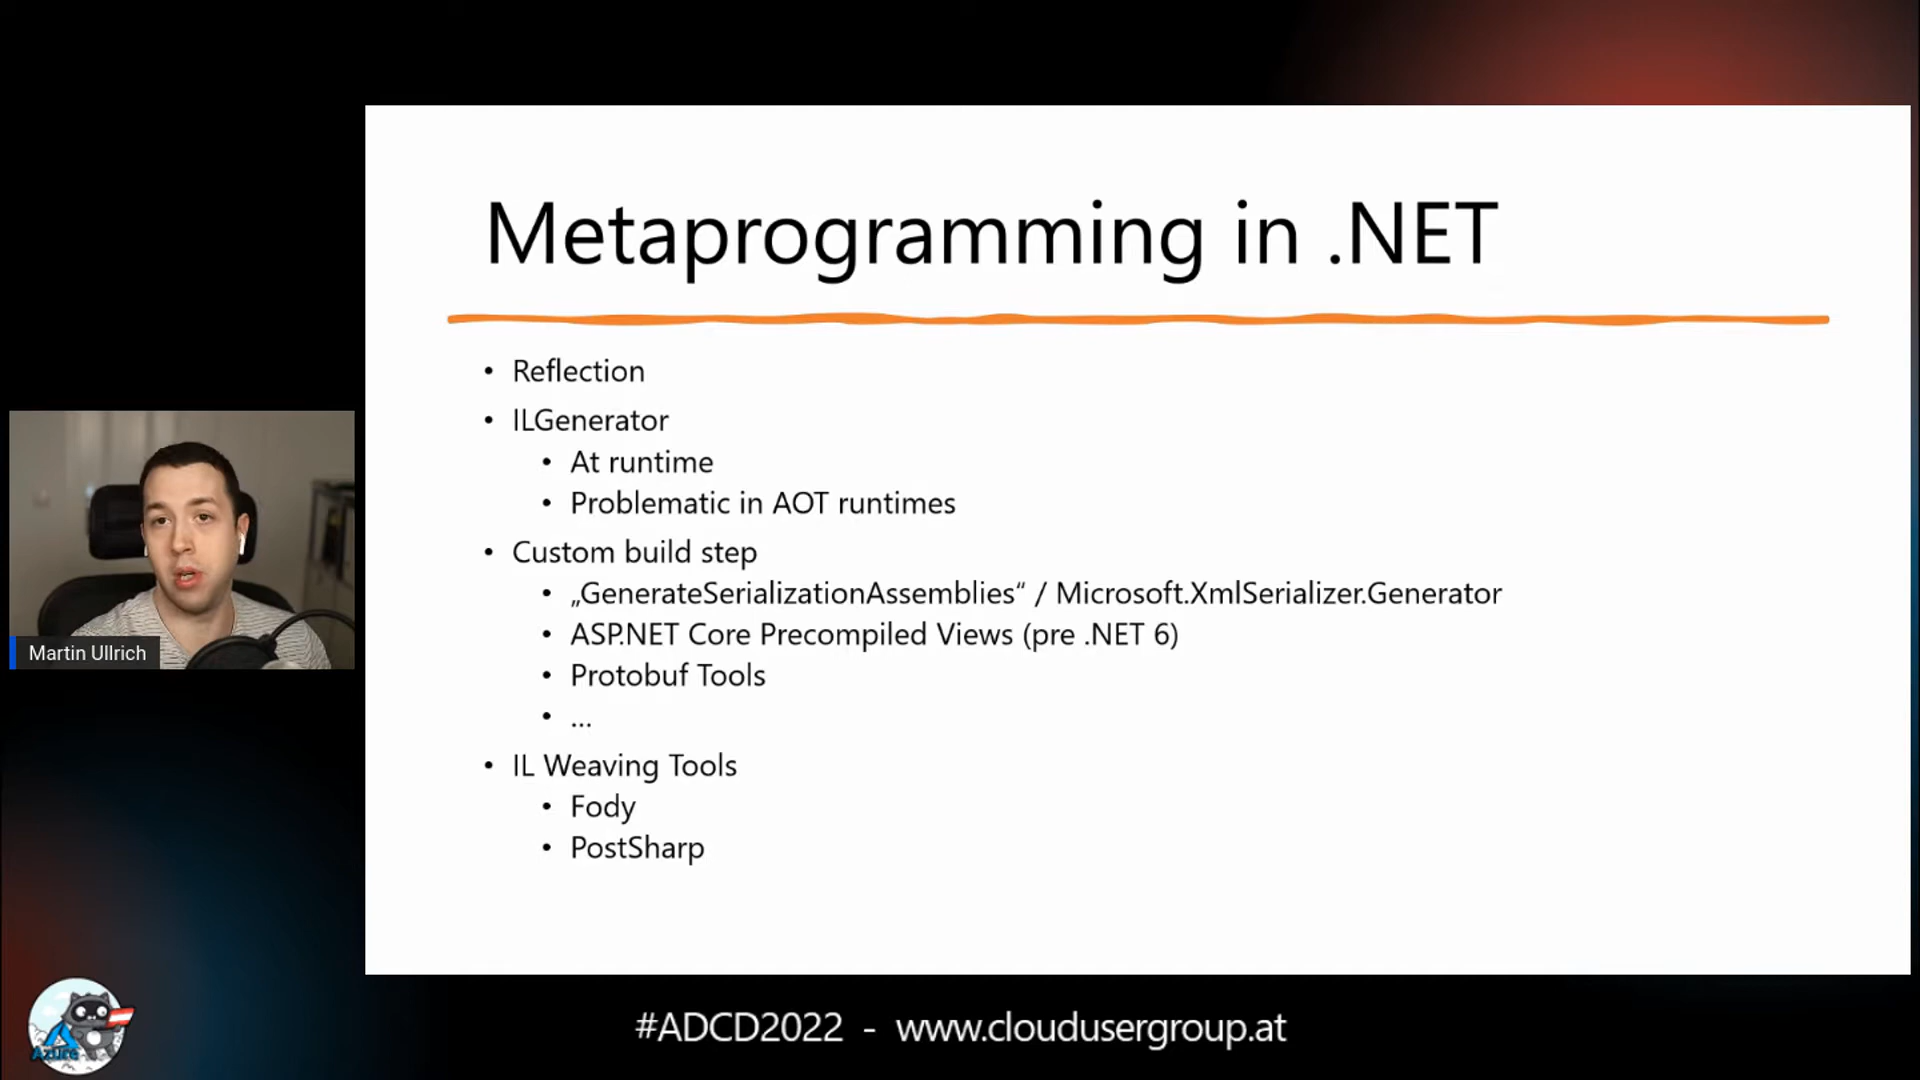 Metaprogramming in .NET
• Reflection
• ILGenerator
• At runtime
• Problematic in AOT runtimes
• Custom build step
• „GenerateSerializationAssemblies“ / Microsoft.XmlSerializer.Generator
• ASP.NET Core Precompiled Views (pre .NET 6)
• Protobuf Tools
• ...
• IL Weaving Tools
• Fody
• PostSharp
Martin Ullrich
Azure
#ADCD2022 - www.cloudusergroup.at